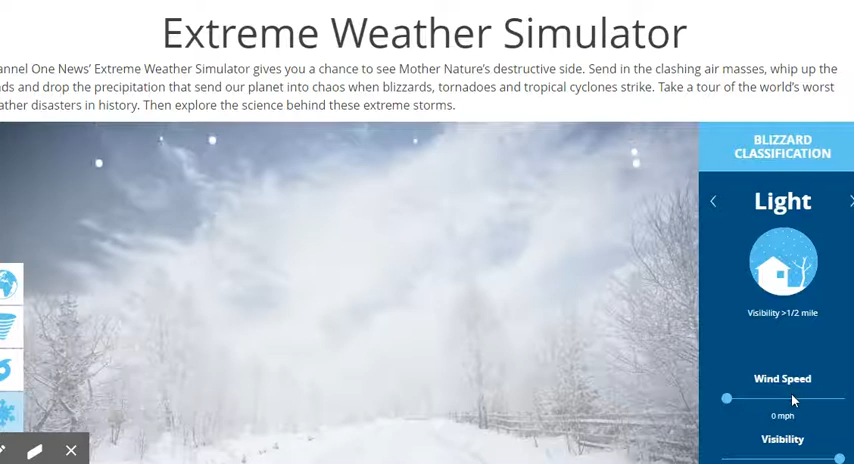 Extreme Weather Simulator
annel One News’ Extreme Weather Simulator gives you a chance to see Mother Nature’s destructive side. Send in the clashing air masses, whip up the
ds and drop the precipitation that send our planet into chaos when blizzards, tornadoes and tropical cyclones strike. Take a tour of the world’s worst
ather disasters in history. Then explore the science behind these extreme storms.
BLIZZARD
CLASSIFICATION
Light
Visibility >1/2 mile
Wind Speed
0 mph
Visibility